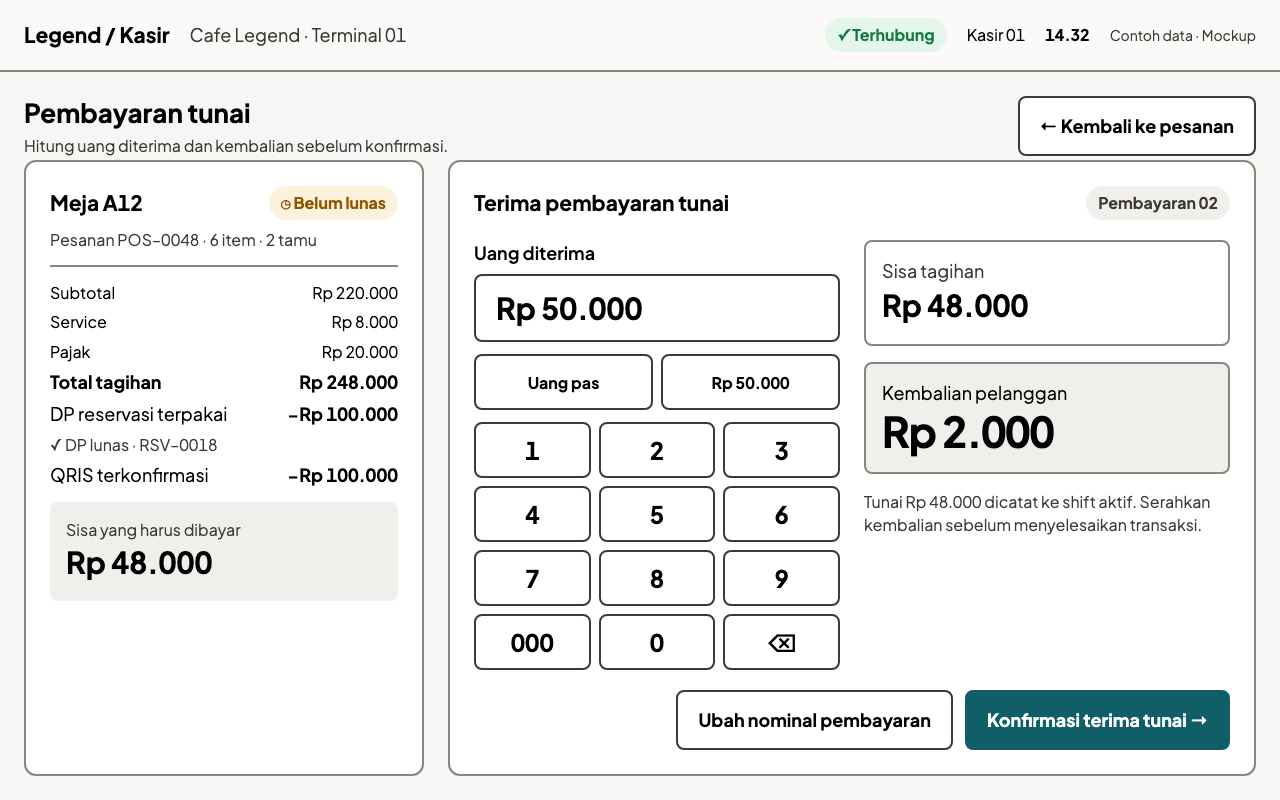 Legend / Kasir Cafe Legend · Terminal 01 ✓Terhubung Kasir 01 14.32 Contoh data · Mockup
Pembayaran tunai
Hitung uang diterima dan kembalian sebelum konfirmasi.
← Kembali ke pesanan
Meja A12 ◷ Belum lunas
Pesanan POS-0048 · 6 item · 2 tamu
Subtotal Rp 220.000
Service Rp 8.000
Pajak Rp 20.000
Total tagihan Rp 248.000
DP reservasi terpakai −Rp 100.000
✓ DP lunas · RSV-0018
QRIS terkonfirmasi −Rp 100.000
Sisa yang harus dibayar
Rp 48.000
Terima pembayaran tunai Pembayaran 02
Uang diterima
Rp 50.000
Uang pas Rp 50.000
1 2 3
4 5 6
7 8 9
000 0 ⌫
Sisa tagihan
Rp 48.000
Kembalian pelanggan
Rp 2.000
Tunai Rp 48.000 dicatat ke shift aktif. Serahkan
kembalian sebelum menyelesaikan transaksi.
Ubah nominal pembayaran Konfirmasi terima tunai →